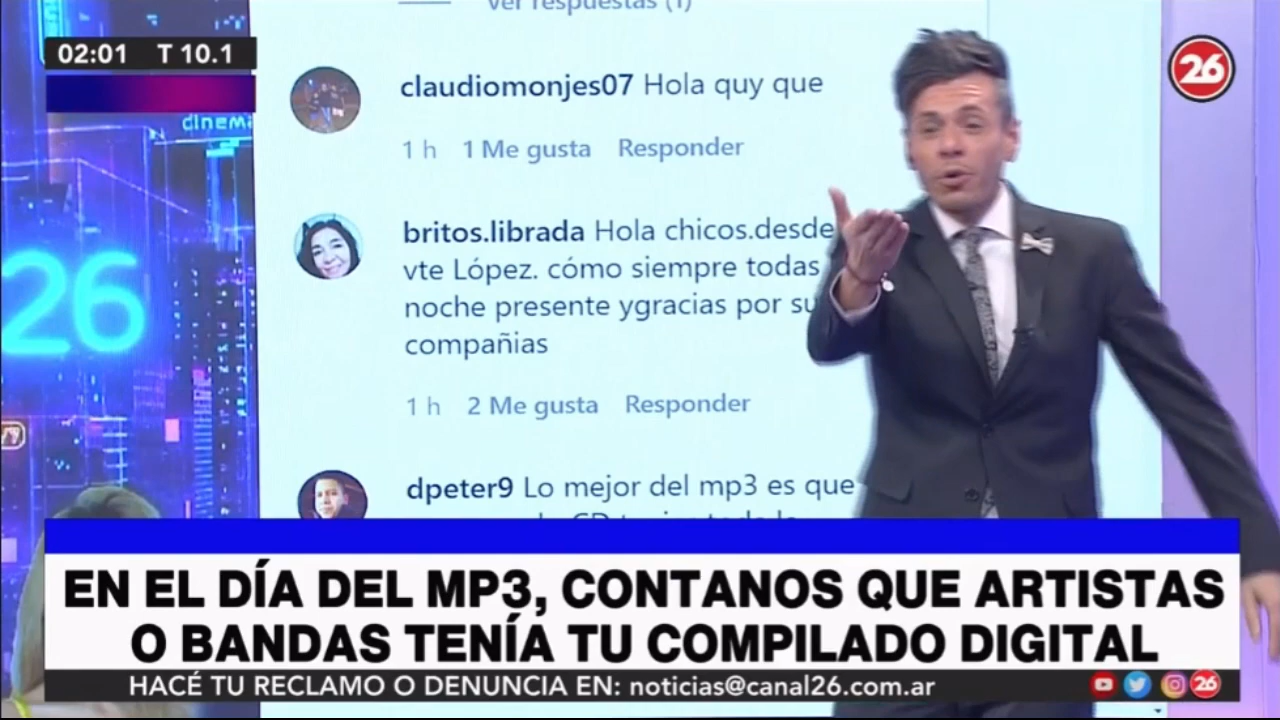 Ver respuestas (1)
02:01 T 10.1
26
claudiomonjes07 Hola quy que
1 h 1 Me gusta Responder
cinema
britos.librada Hola chicos.desde
vte López. cómo siempre todas
noche presente ygracias por su
compañias
26
1 h 2 Me gusta Responder
dpeter9 Lo mejor del mp3 es que
EN EL DÍA DEL MP3, CONTANOS QUE ARTISTAS
O BANDAS TENÍA TU COMPILADO DIGITAL
HACÉ TU RECLAMO O DENUNCIA EN: noticias@canal26.com.ar
26